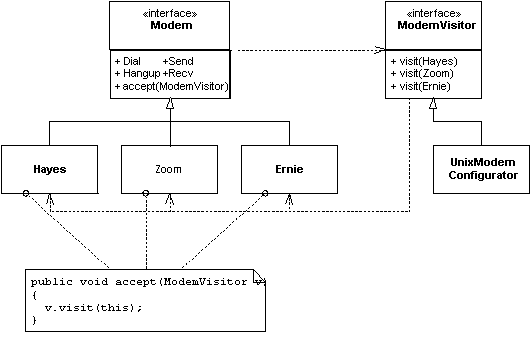 «interface»
Modem
+ Dial +Send
+ Hangup +Recv
+ accept(ModemVisitor)
«interface»
ModemVisitor
+ visit(Hayes)
+ visit(Zoom)
+ visit(Ernie)
Hayes
Zoom
Ernie
UnixModem
Configurator
public void accept(ModemVisitor v)
{
v.visit(this);
}